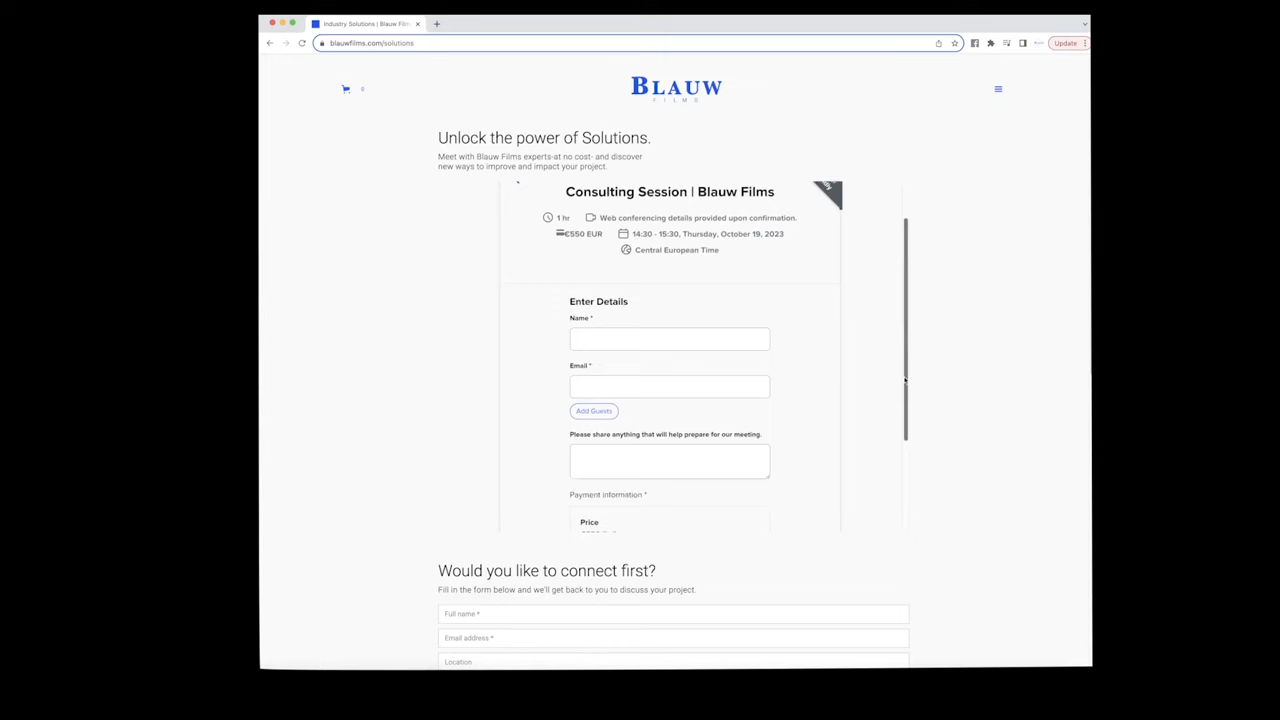 Industry Solutions | Blauw Film
blauwfilms.com/solutions
Update
0
BLAUW
FILMS
Unlock the power of Solutions.
Meet with Blauw Films experts-at no cost- and discover
new ways to improve and impact your project.
Consulting Session | Blauw Films
1 hr
Web conferencing details provided upon confirmation.
€550 EUR
14:30 - 15:30, Thursday, October 19, 2023
Central European Time
Enter Details
Name *
Email *
Add Guests
Please share anything that will help prepare for our meeting.
Payment information *
Price
Would you like to connect first?
Fill in the form below and we'll get back to you to discuss your project.
Full name *
Email address *
Location